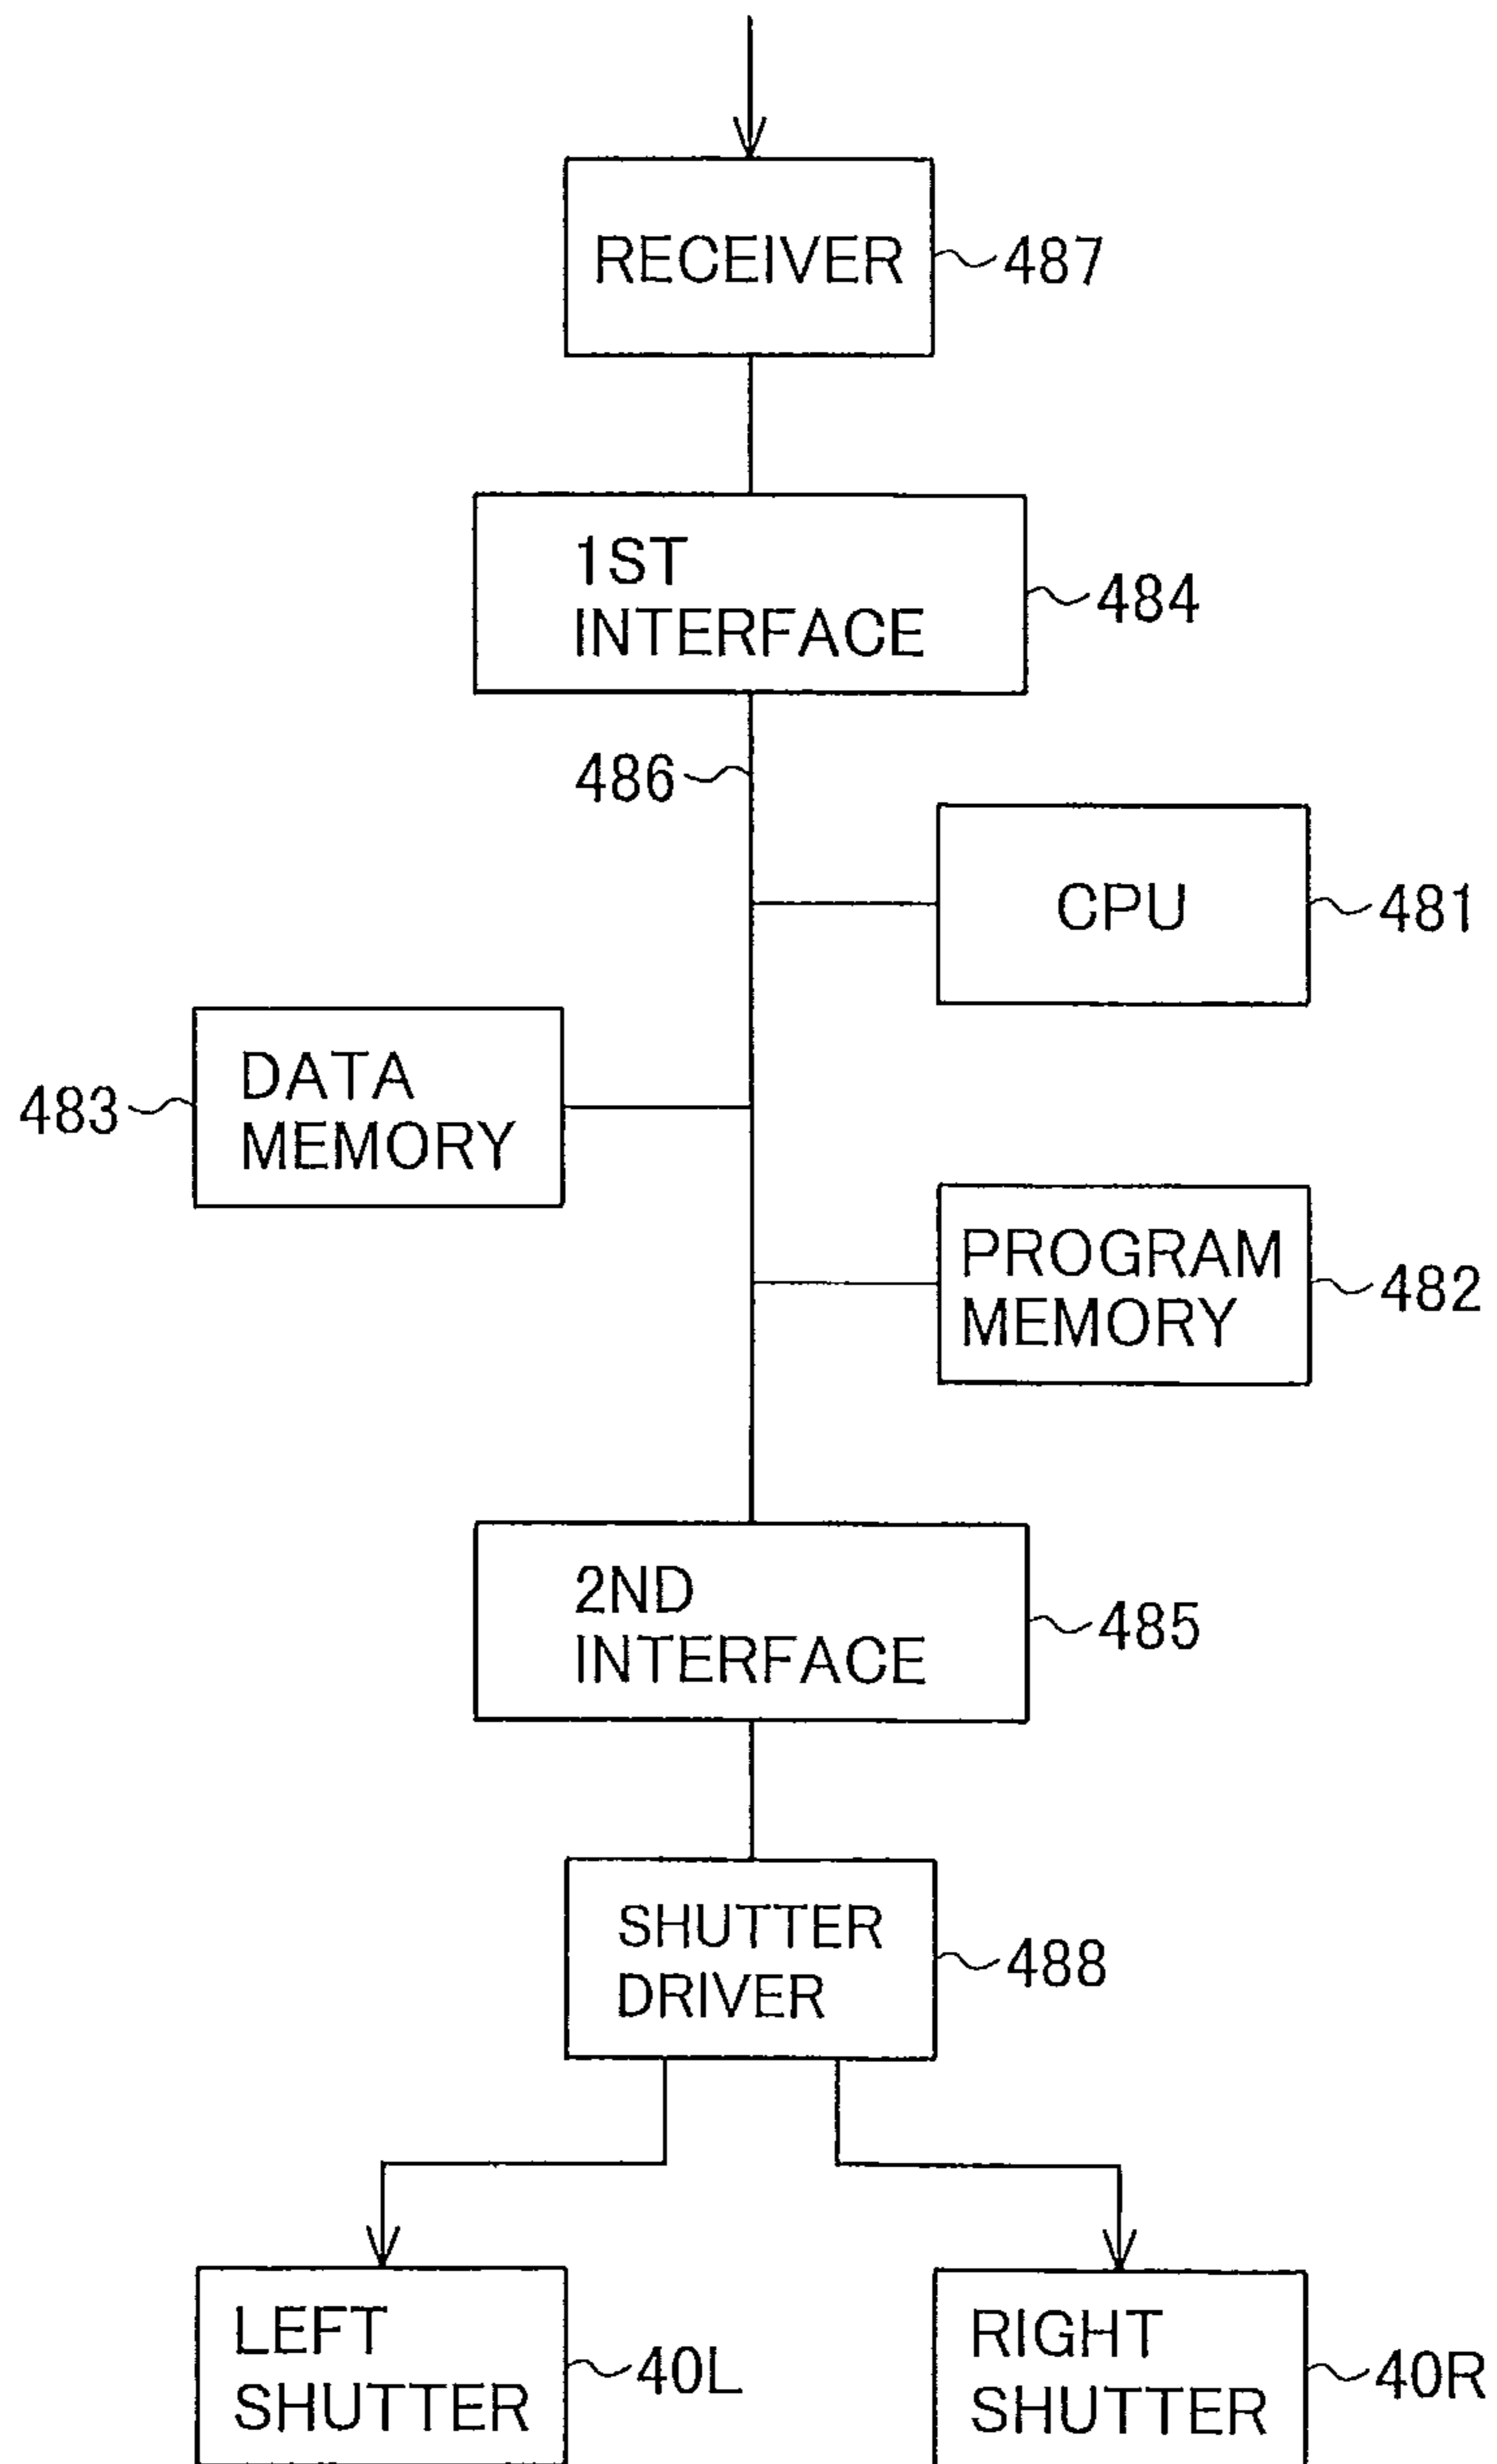 RECEIVER
487
1ST
INTERFACE
484
486
CPU
481
DATA
MEMORY
483
PROGRAM
MEMORY
482
2ND
INTERFACE
485
SHUTTER
DRIVER
488
LEFT
SHUTTER
40L
RIGHT
SHUTTER
40R